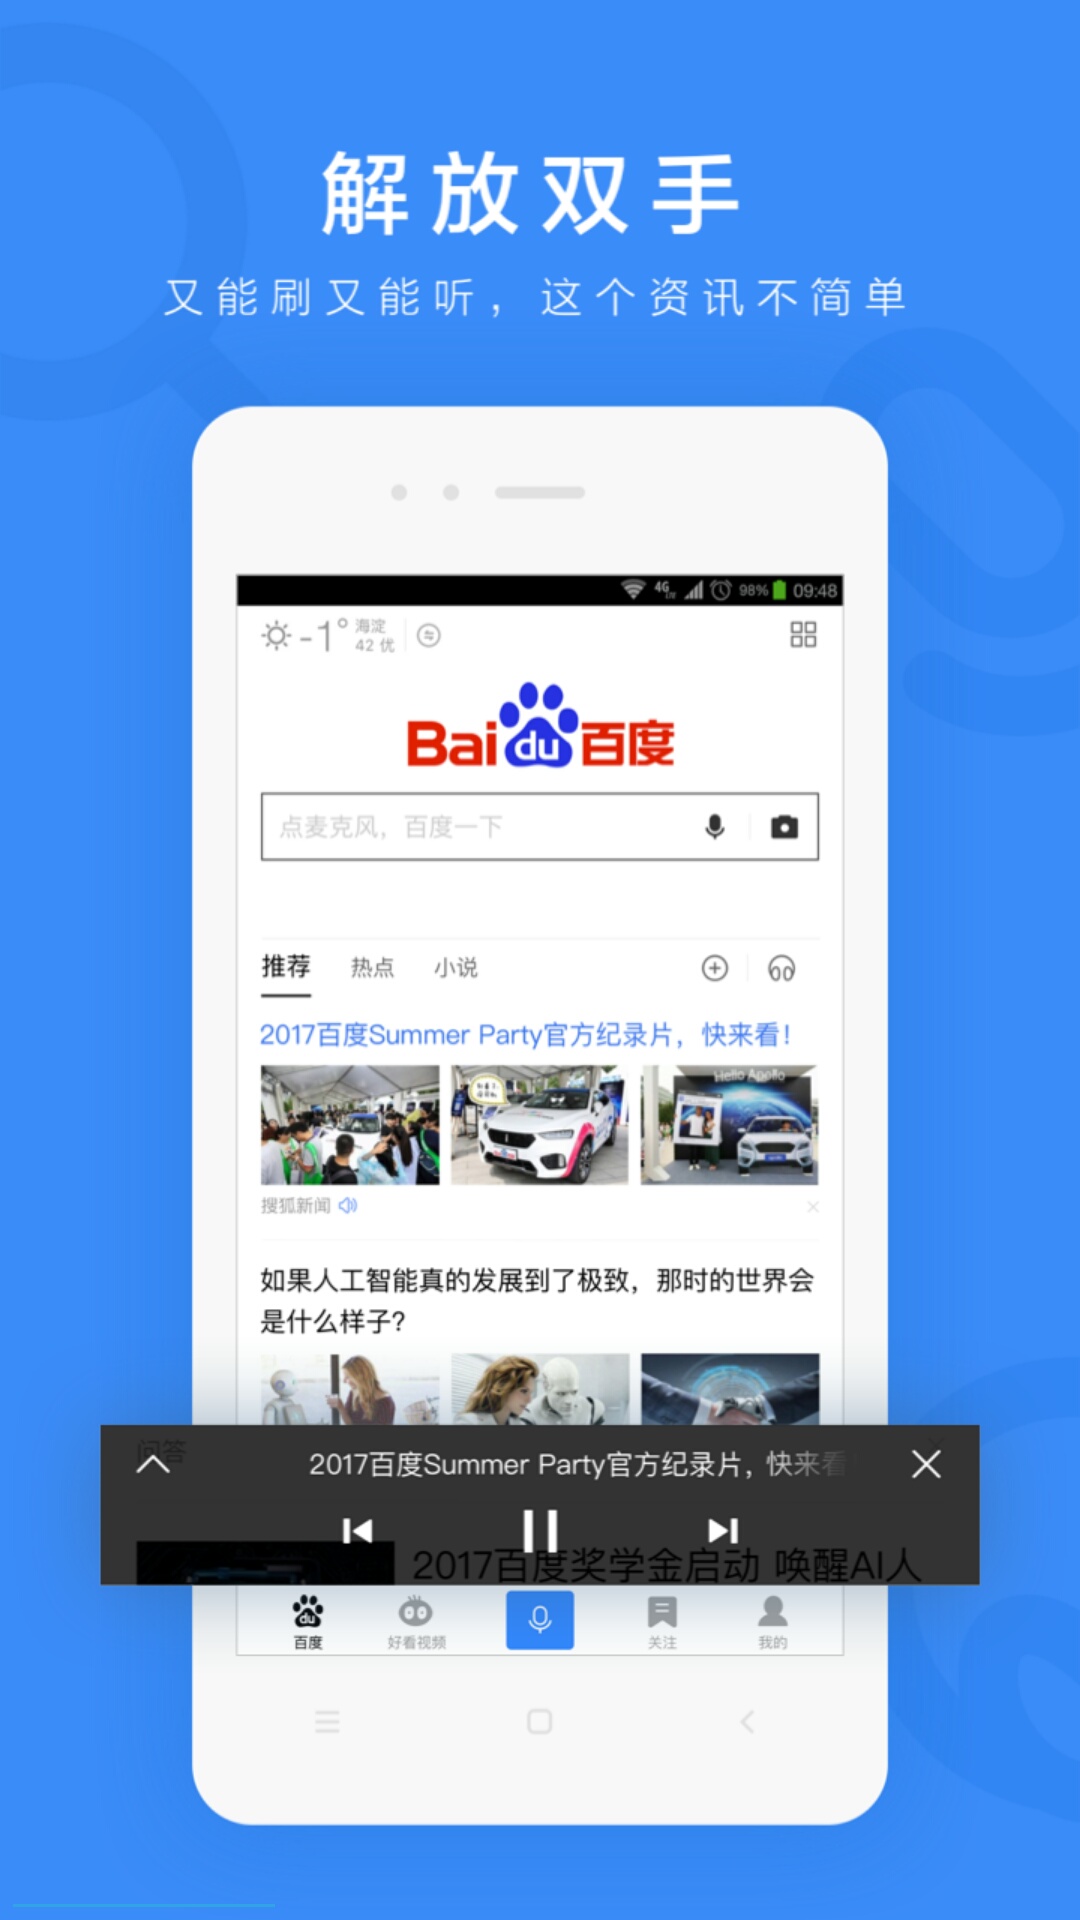 解放双手
又能刷又能听，这个资讯不简单
4G 98% 09:48
-1° 海淀
42 优
Bai du 百度
点麦克风，百度一下
推荐 热点 小说
2017百度Summer Party官方纪录片，快来看！
Hello Apollo
搜狐新闻
如果人工智能真的发展到了极致，那时的世界会
是什么样子？
问答
2017百度Summer Party官方纪录片，快来看
2017百度奖学金启动 唤醒AI人
du
百度 好看视频 关注 我的